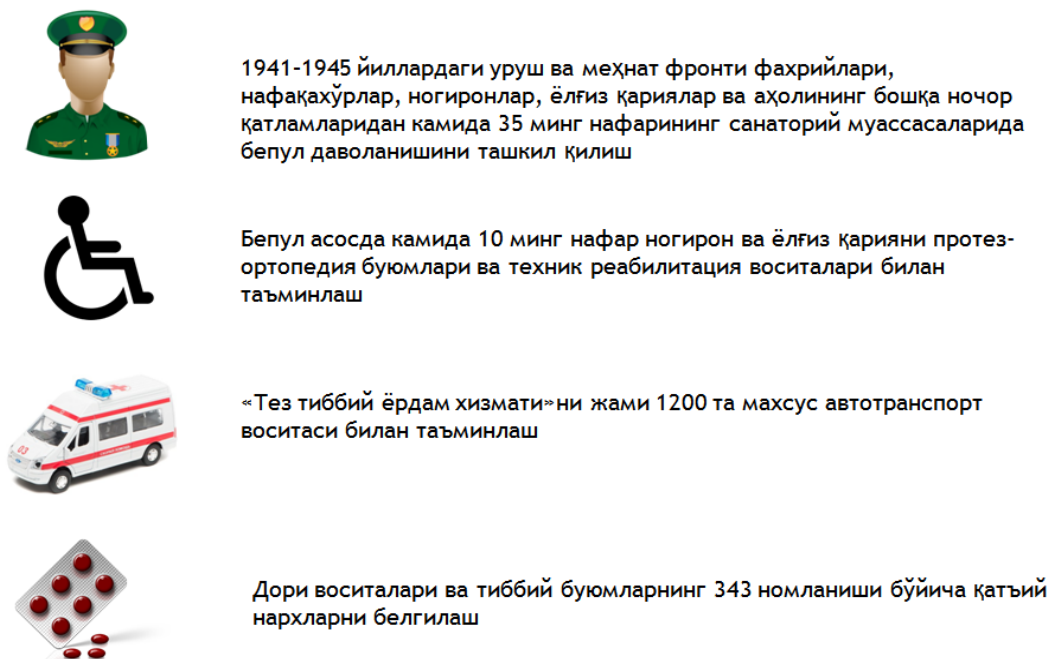 1941-1945 йиллардаги уруш ва меҳнат фронти фахрийлари,
нафақахўрлар, ногиронлар, ёлғиз қариялар ва аҳолининг бошқа ночор
қатламларидан камида 35 минг нафарининг санаторий муассасаларида
бепул даволанишини ташкил қилиш
Бепул асосда камида 10 минг нафар ногирон ва ёлғиз қарияни протез-
ортопедия буюмлари ва техник реабилитация воситалари билан
таъминлаш
«Тез тиббий ёрдам хизмати»ни жами 1200 та махсус автотранспорт
воситаси билан таъминлаш
03
Дори воситалари ва тиббий буюмларнинг 343 номланиши бўйича қатъий
нархларни белгилаш